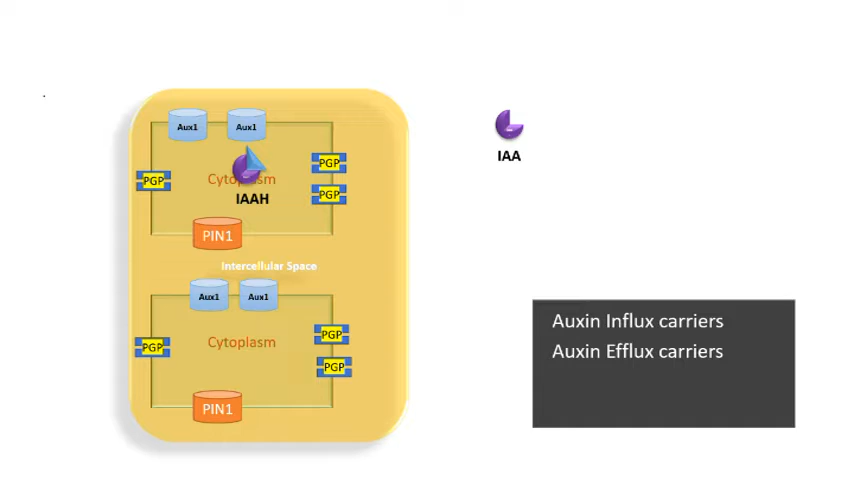 Aux1 Aux1
PGP
PGP
Cytoplasm
PGP
IAAH
PIN1
Intercellular Space
Aux1 Aux1
PGP
Cytoplasm
PGP
PGP
PIN1
IAA
Auxin Influx carriers
Auxin Efflux carriers